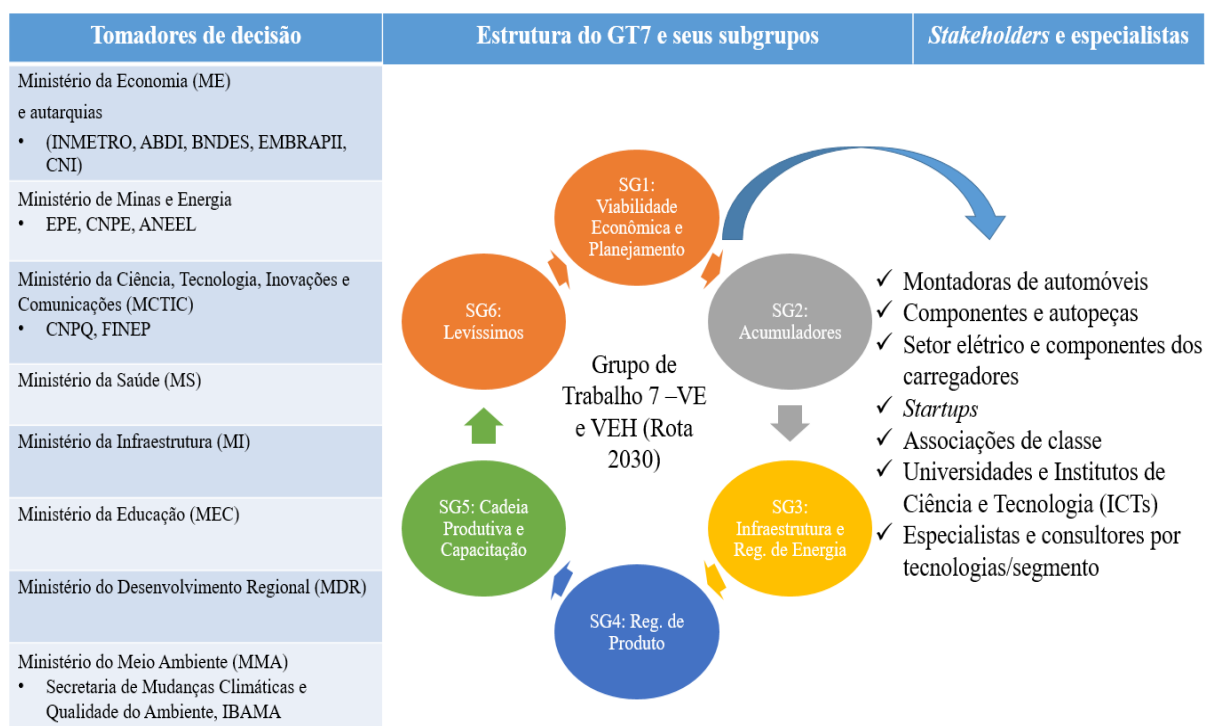 Tomadores de decisão
Estrutura do GT7 e seus subgrupos
Stakeholders e especialistas
Ministério da Economia (ME)
e autarquias
• (INMETRO, ABDI, BNDES, EMBRAPII,
CNI)
Ministério de Minas e Energia
• EPE, CNPE, ANEEL
Ministério da Ciência, Tecnologia, Inovações e
Comunicações (MCTIC)
• CNPQ, FINEP
Ministério da Saúde (MS)
Ministério da Infraestrutura (MI)
Ministério da Educação (MEC)
Ministério do Desenvolvimento Regional (MDR)
Ministério do Meio Ambiente (MMA)
• Secretaria de Mudanças Climáticas e
Qualidade do Ambiente, IBAMA
SG1:
Viabilidade
Econômica e
Planejamento
SG2:
Acumuladores
SG3:
Infraestrutura e
Reg. de Energia
SG4: Reg. de
Produto
SG5: Cadeia
Produtiva e
Capacitação
SG6:
Levíssimos
Grupo de
Trabalho 7 –VE
e VEH (Rota
2030)
✓ Montadoras de automóveis
✓ Componentes e autopeças
✓ Setor elétrico e componentes dos
carregadores
✓ Startups
✓ Associações de classe
✓ Universidades e Institutos de
Ciência e Tecnologia (ICTs)
✓ Especialistas e consultores por
tecnologias/segmento